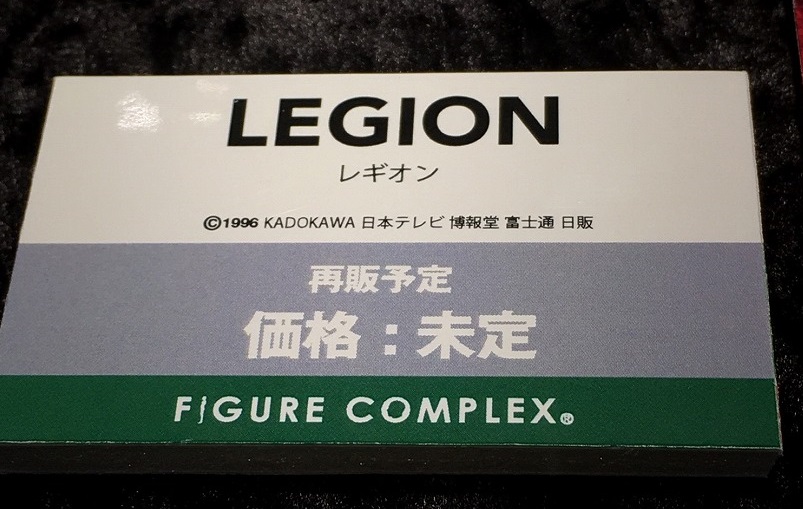 LEGION
レギオン
©1996 KADOKAWA 日本テレビ 博報堂 富士通 日販
再販予定
価格：未定
FIGURE COMPLEX®